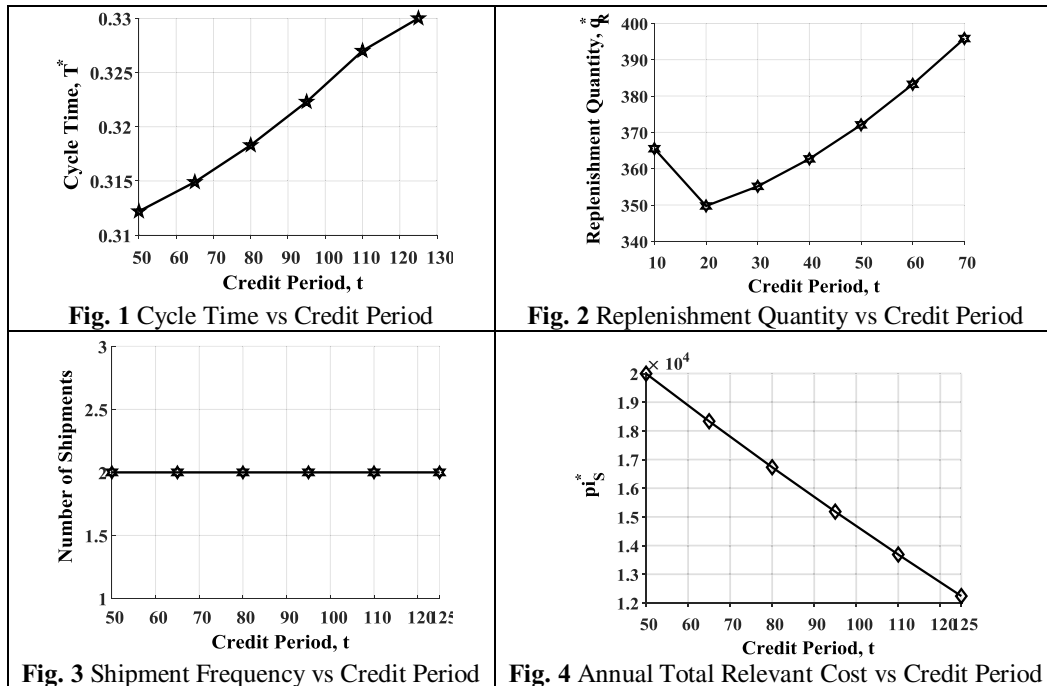 0.33
0.325
0.32
0.315
0.31
Cycle Time, T*
50 60 70 80 90 100 110 120 130
Credit Period, t
Fig. 1 Cycle Time vs Credit Period
400
390
380
370
360
350
340
Replenishment Quantity, q*R
10 20 30 40 50 60 70
Credit Period, t
Fig. 2 Replenishment Quantity vs Credit Period
3
2.5
2
1.5
1
Number of Shipments
50 60 70 80 90 100 110 120125
Credit Period, t
Fig. 3 Shipment Frequency vs Credit Period
× 10^4
2
1.9
1.8
1.7
1.6
1.5
1.4
1.3
1.2
pi*S
50 60 70 80 90 100 110 120125
Credit Period, t
Fig. 4 Annual Total Relevant Cost vs Credit Period